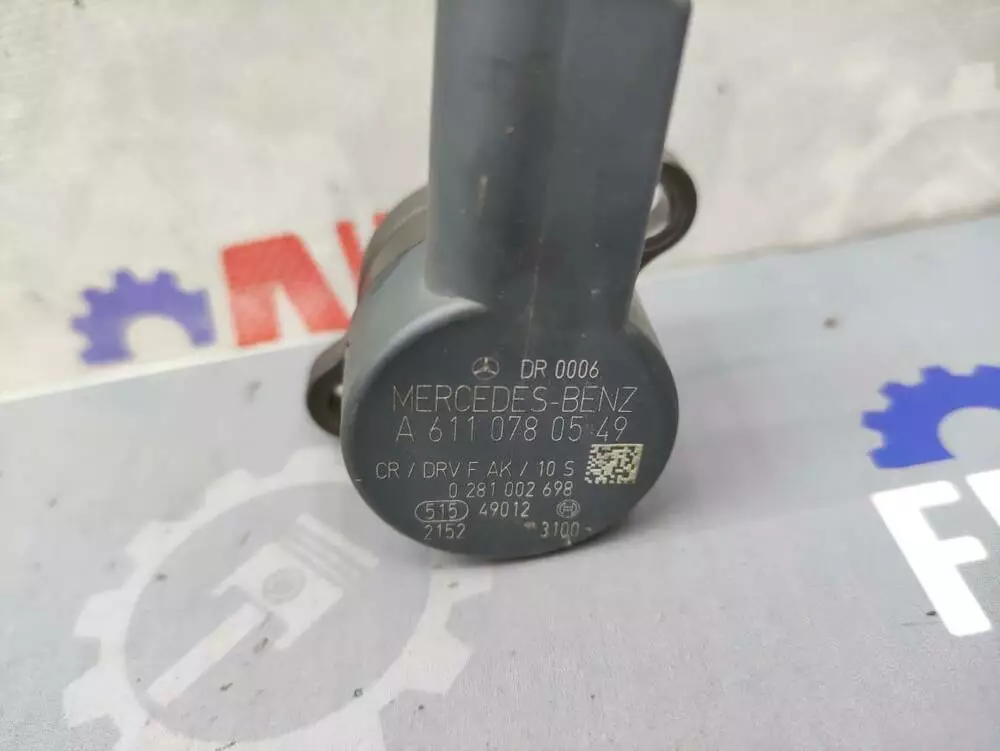 DR 0006
MERCEDES-BENZ
A 611 078 05 49
CR / DRV F AK / 10 S
0 281 002 698
515 49012
2152 3100